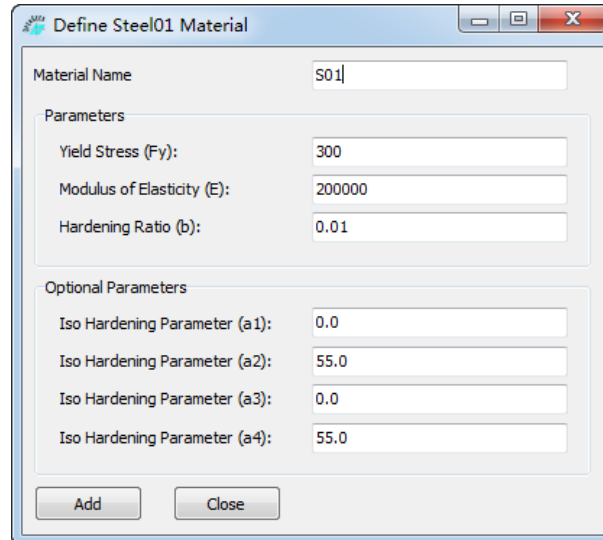 Define Steel01 Material
Material Name S01
Parameters
Yield Stress (Fy): 300
Modulus of Elasticity (E): 200000
Hardening Ratio (b): 0.01
Optional Parameters
Iso Hardening Parameter (a1): 0.0
Iso Hardening Parameter (a2): 55.0
Iso Hardening Parameter (a3): 0.0
Iso Hardening Parameter (a4): 55.0
Add Close